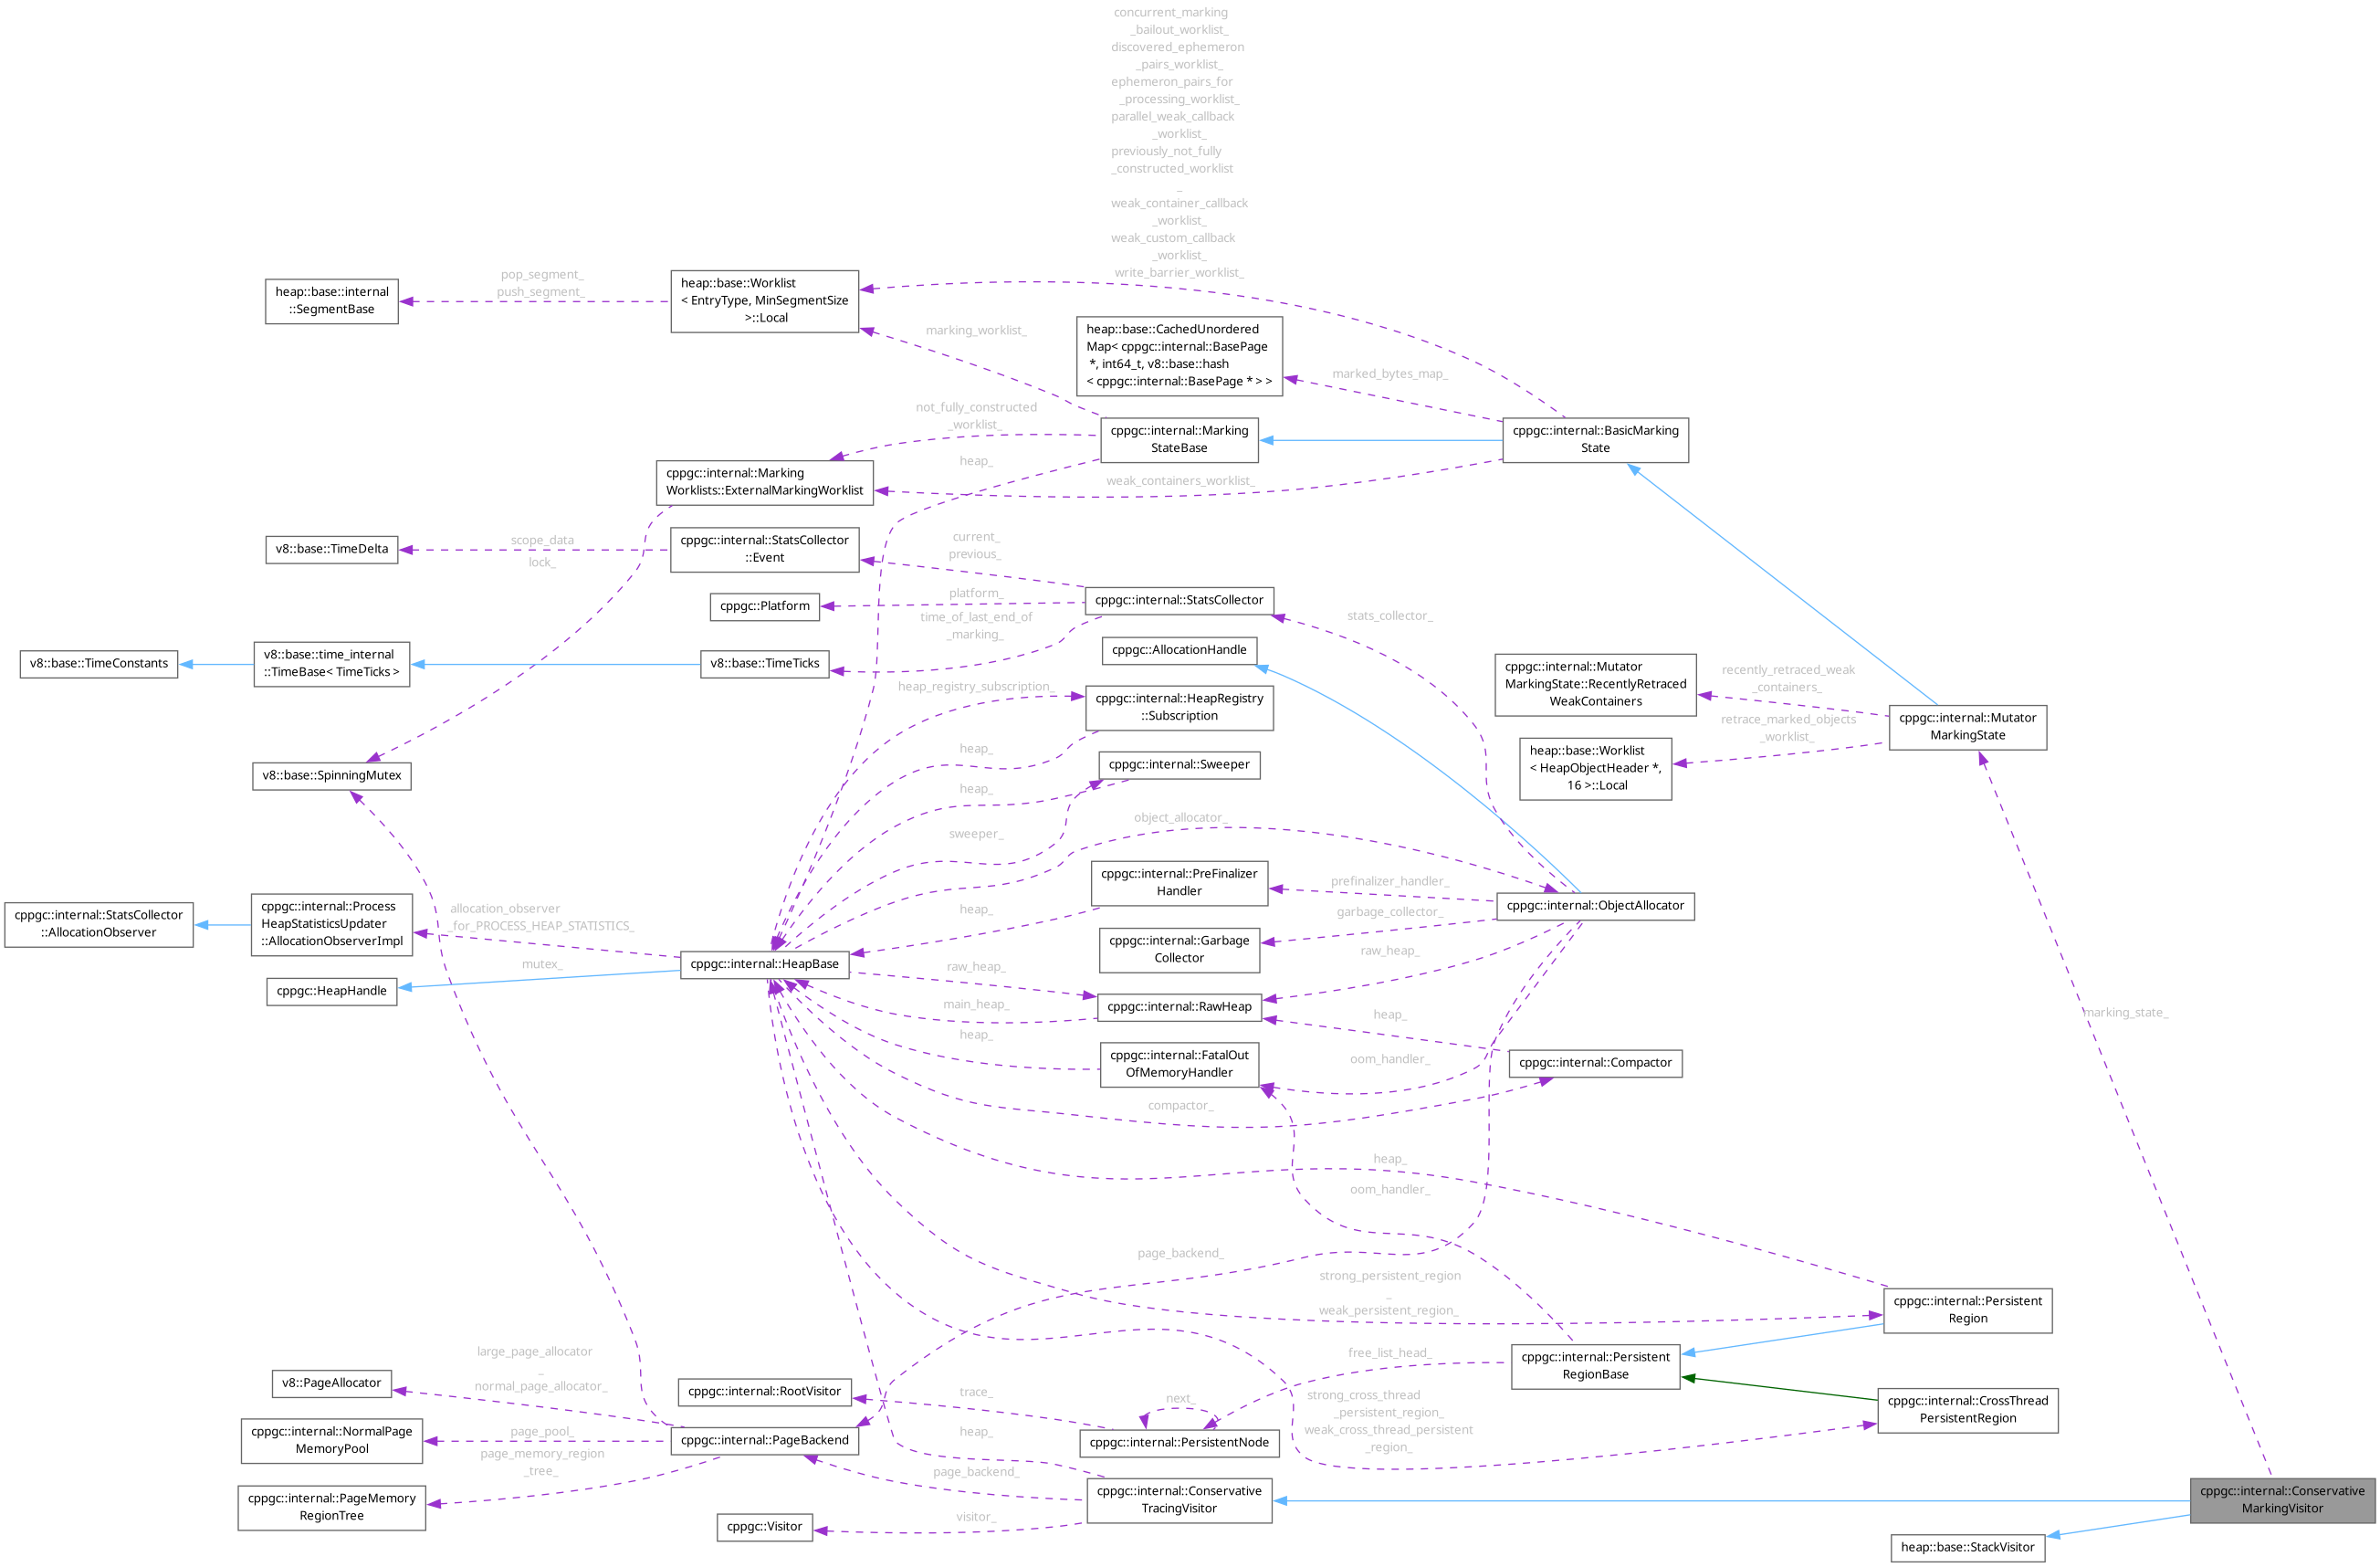 concurrent_marking
_bailout_worklist_
discovered_ephemeron
_pairs_worklist_
ephemeron_pairs_for
_processing_worklist_
parallel_weak_callback
_worklist_
previously_not_fully
_constructed_worklist
_
weak_container_callback
_worklist_
weak_custom_callback
_worklist_
write_barrier_worklist_
heap::base::internal
::SegmentBase
pop_segment_
push_segment_
heap::base::Worklist
< EntryType, MinSegmentSize
>::Local
marking_worklist_
heap::base::CachedUnordered
Map< cppgc::internal::BasePage
*, int64_t, v8::base::hash
< cppgc::internal::BasePage * > >
marked_bytes_map_
not_fully_constructed
_worklist_
cppgc::internal::Marking
StateBase
cppgc::internal::BasicMarking
State
heap_
weak_containers_worklist_
cppgc::internal::Marking
Worklists::ExternalMarkingWorklist
v8::base::TimeDelta
scope_data
lock_
cppgc::internal::StatsCollector
::Event
current_
previous_
cppgc::Platform
platform_
cppgc::internal::StatsCollector
stats_collector_
time_of_last_end_of
_marking_
v8::base::TimeConstants
v8::base::time_internal
::TimeBase< TimeTicks >
v8::base::TimeTicks
cppgc::AllocationHandle
cppgc::internal::Mutator
MarkingState::RecentlyRetraced
WeakContainers
recently_retraced_weak
_containers_
heap_registry_subscription_
cppgc::internal::HeapRegistry
::Subscription
retrace_marked_objects
_worklist_
cppgc::internal::Mutator
MarkingState
heap::base::Worklist
< HeapObjectHeader *,
16 >::Local
v8::base::SpinningMutex
heap_
cppgc::internal::Sweeper
heap_
sweeper_
object_allocator_
cppgc::internal::PreFinalizer
Handler
prefinalizer_handler_
cppgc::internal::ObjectAllocator
cppgc::internal::StatsCollector
::AllocationObserver
cppgc::internal::Process
HeapStatisticsUpdater
::AllocationObserverImpl
allocation_observer
_for_PROCESS_HEAP_STATISTICS_
heap_
garbage_collector_
cppgc::internal::Garbage
Collector
raw_heap_
cppgc::internal::HeapBase
mutex_
cppgc::HeapHandle
raw_heap_
main_heap_
cppgc::internal::RawHeap
heap_
marking_state_
heap_
cppgc::internal::FatalOut
OfMemoryHandler
oom_handler_
cppgc::internal::Compactor
compactor_
heap_
oom_handler_
page_backend_
strong_persistent_region
_
weak_persistent_region_
cppgc::internal::Persistent
Region
large_page_allocator
_
normal_page_allocator_
v8::PageAllocator
cppgc::internal::RootVisitor
trace_
next_
free_list_head_
cppgc::internal::Persistent
RegionBase
strong_cross_thread
_persistent_region_
weak_cross_thread_persistent
_region_
cppgc::internal::CrossThread
PersistentRegion
cppgc::internal::NormalPage
MemoryPool
page_pool_
page_memory_region
_tree_
cppgc::internal::PageBackend
heap_
cppgc::internal::PersistentNode
page_backend_
cppgc::internal::PageMemory
RegionTree
cppgc::Visitor
visitor_
cppgc::internal::Conservative
TracingVisitor
cppgc::internal::Conservative
MarkingVisitor
heap::base::StackVisitor